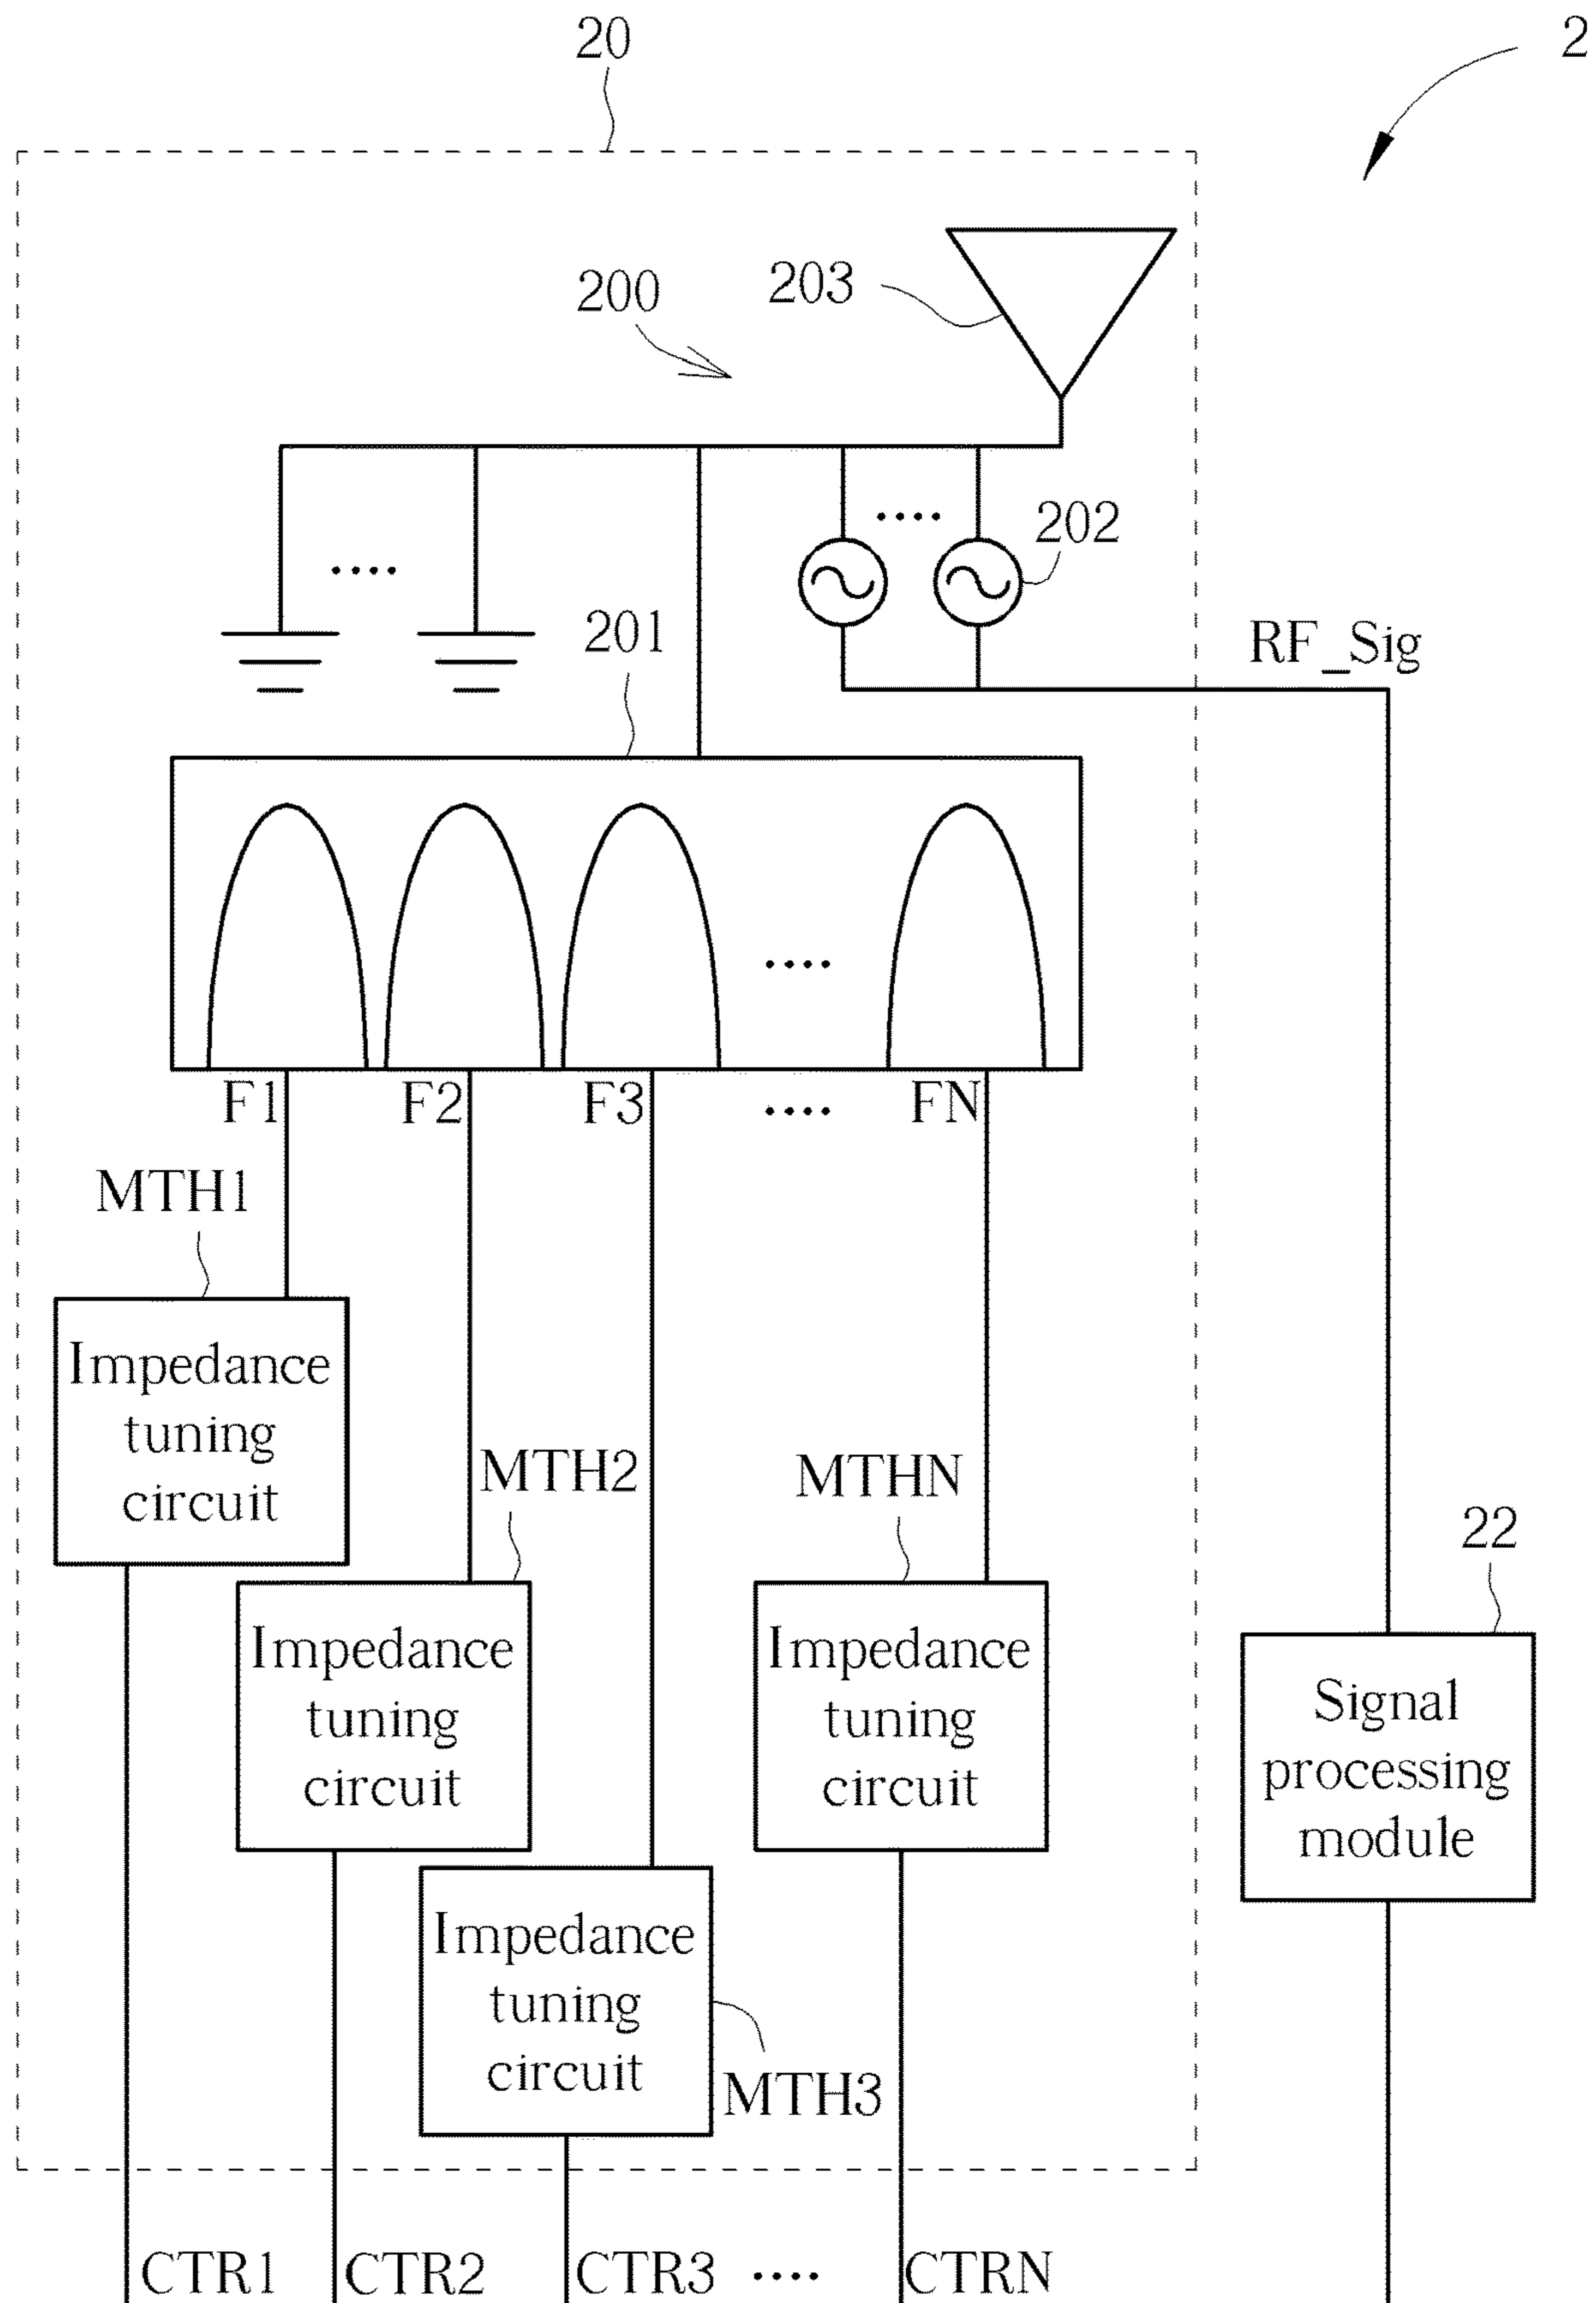 20
2
203
200
202
201
RF_Sig
....
....
....
F1
F2
F3
....
FN
MTH1
Impedance
tuning
circuit
MTH2
MTHN
22
Impedance
tuning
circuit
Impedance
tuning
circuit
Signal
processing
module
Impedance
tuning
circuit
MTH3
CTR1
CTR2
CTR3
....
CTRN